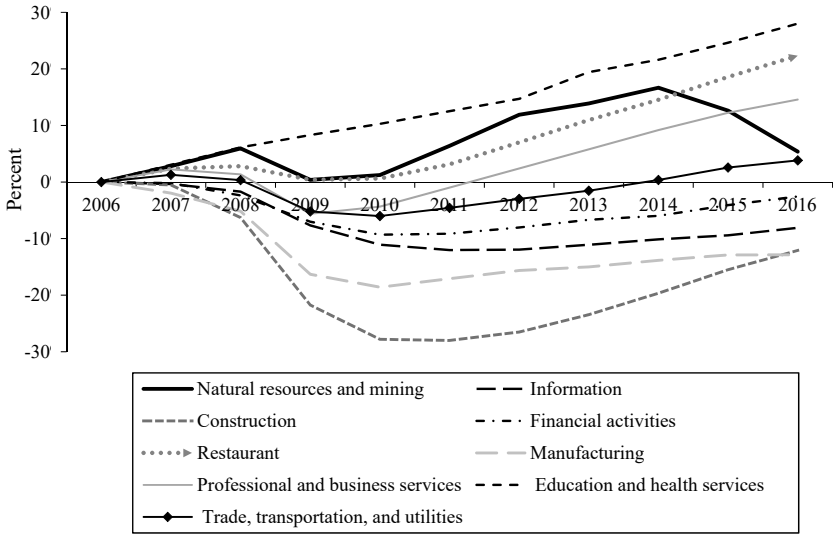 Percent
30
20
10
0
-10
-20
-30
2006 2007 2008 2009 2010 2011 2012 2013 2014 2015 2016
Natural resources and mining
Information
Construction
Financial activities
Restaurant
Manufacturing
Professional and business services
Education and health services
Trade, transportation, and utilities